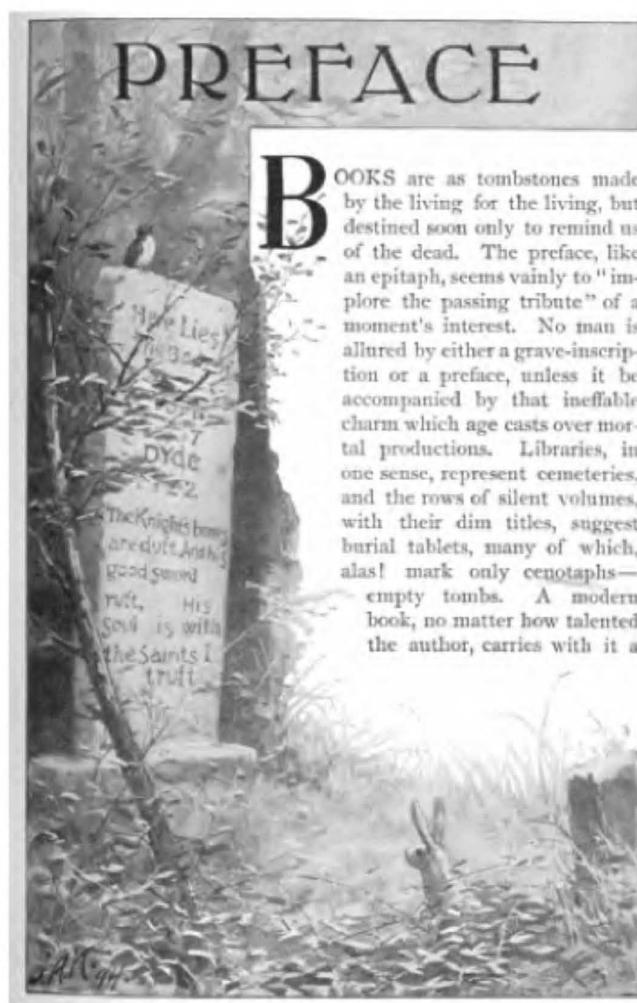 PREFACE
BOOKS are as tombstones made
by the living for the living, but
destined soon only to remind us
of the dead. The preface, like
an epitaph, seems vainly to "im-
plore the passing tribute" of a
moment's interest. No man is
allured by either a grave-inscrip-
tion or a preface, unless it be
accompanied by that ineffable
charm which age casts over mor-
tal productions. Libraries, in
one sense, represent cemeteries,
and the rows of silent volumes,
with their dim titles, suggest
burial tablets, many of which,
alas! mark only cenotaphs—
empty tombs. A modern
book, no matter how talented
the author, carries with it a
Here Lies
DYDE
The Knight's bones
are duft, And his
good sword
ruft, His
Soul is with
the Saints I
truft